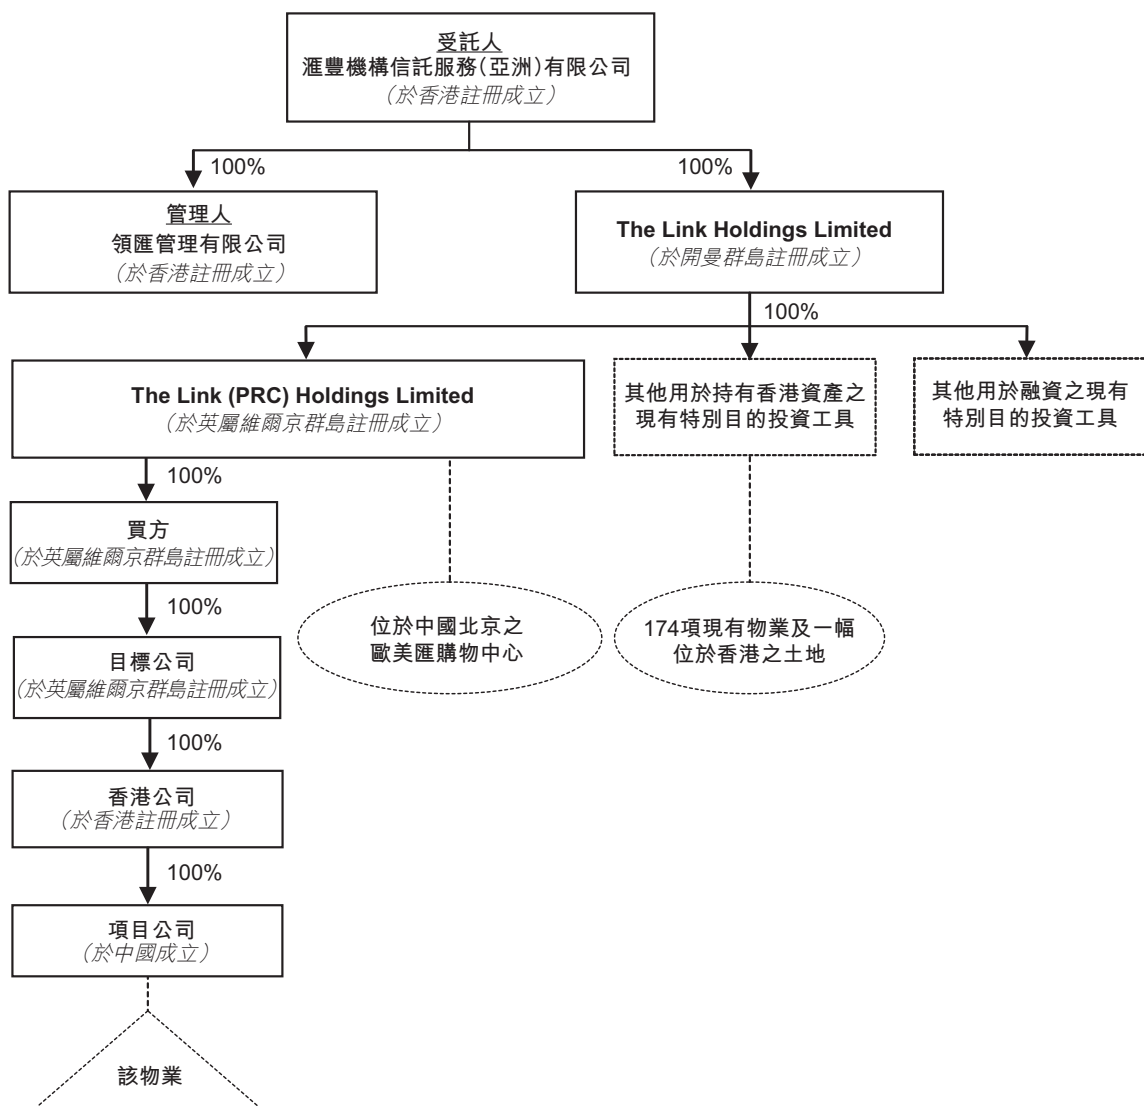 受託人
滙豐機構信託服務(亞洲)有限公司
(於香港註冊成立)
100%
100%
管理人
領匯管理有限公司
(於香港註冊成立)
The Link Holdings Limited
(於開曼群島註冊成立)
100%
The Link (PRC) Holdings Limited
(於英屬維爾京群島註冊成立)
其他用於持有香港資產之
現有特別目的投資工具
其他用於融資之現有
特別目的投資工具
100%
買方
(於英屬維爾京群島註冊成立)
100%
位於中國北京之
歐美匯購物中心
174項現有物業及一幅
位於香港之土地
目標公司
(於英屬維爾京群島註冊成立)
100%
香港公司
(於香港註冊成立)
100%
項目公司
(於中國成立)
該物業